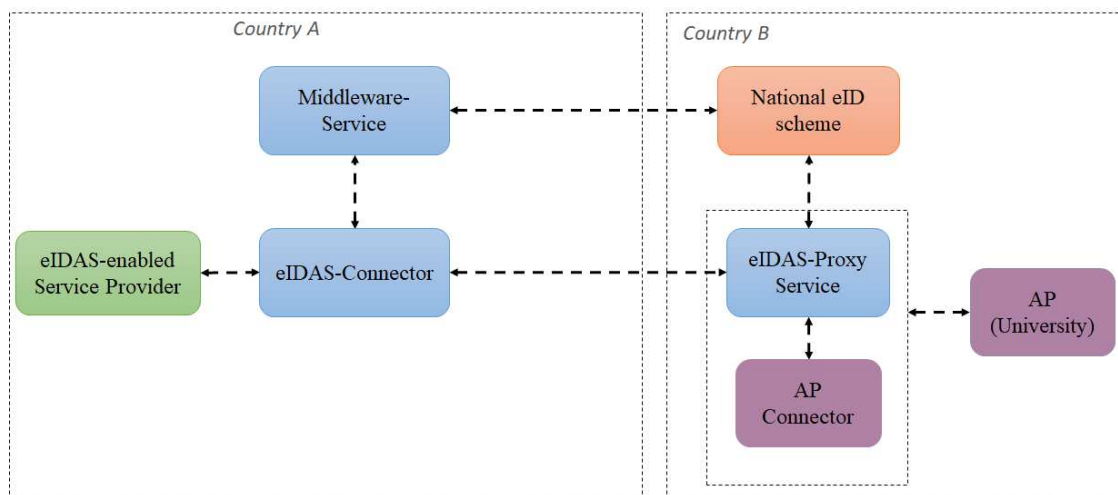 Country A
Country B
Middleware-
Service
National eID
scheme
eIDAS-enabled
Service Provider
eIDAS-Connector
eIDAS-Proxy
Service
AP
(University)
AP
Connector